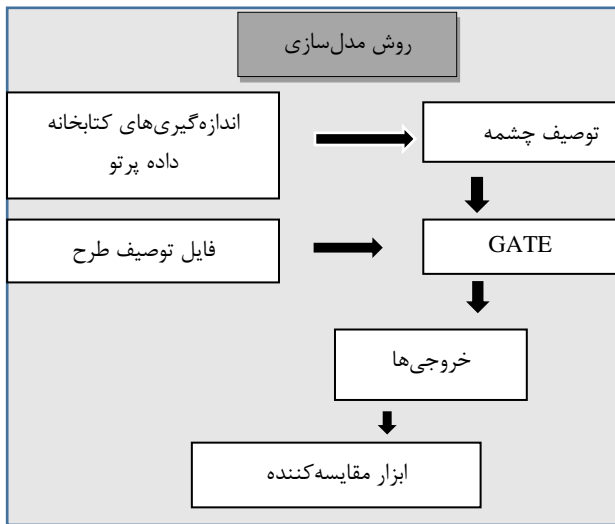 روش مدل‌سازی
اندازه‌گیری‌های کتابخانه
داده پرتو
توصیف چشمه
فایل توصیف طرح
GATE
خروجی‌ها
ابزار مقایسه‌کننده